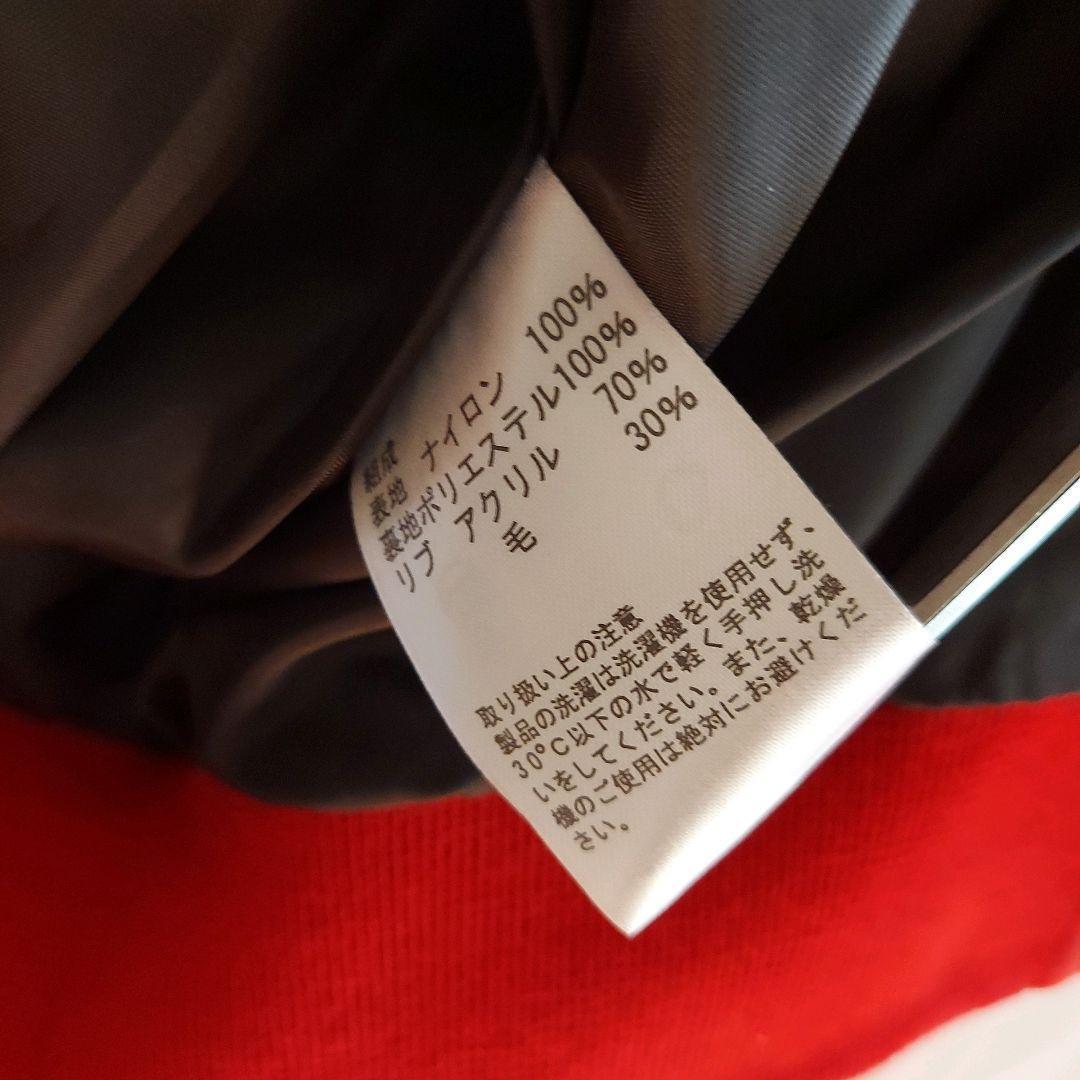 組成
表地 ナイロン 100%
裏地ポリエステル100%
リブ アクリル 70%
毛 30%
取り扱い上の注意
製品の洗濯は洗濯機を使用せず、
30°C以下の水で軽く手押し洗
いをしてください。また、乾燥
機のご使用は絶対にお避けくだ
さい。